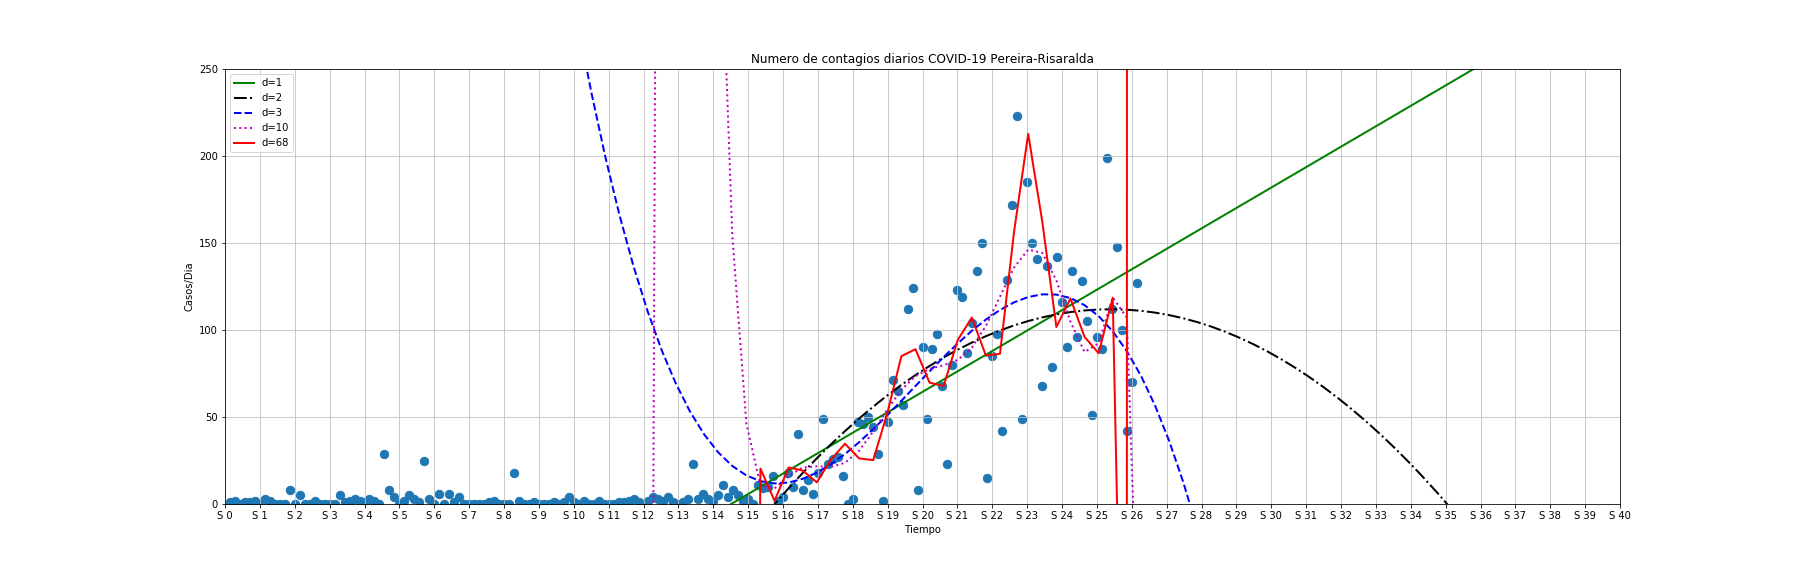 Numero de contagios diarios COVID-19 Pereira-Risaralda
250
200
150
100
50
0
Casos/Dia
d=1
d=2
d=3
d=10
d=68
S 0 S 1 S 2 S 3 S 4 S 5 S 6 S 7 S 8 S 9 S 10 S 11 S 12 S 13 S 14 S 15 S 16 S 17 S 18 S 19 S 20 S 21 S 22 S 23 S 24 S 25 S 26 S 27 S 28 S 29 S 30 S 31 S 32 S 33 S 34 S 35 S 36 S 37 S 38 S 39 S 40
Tiempo